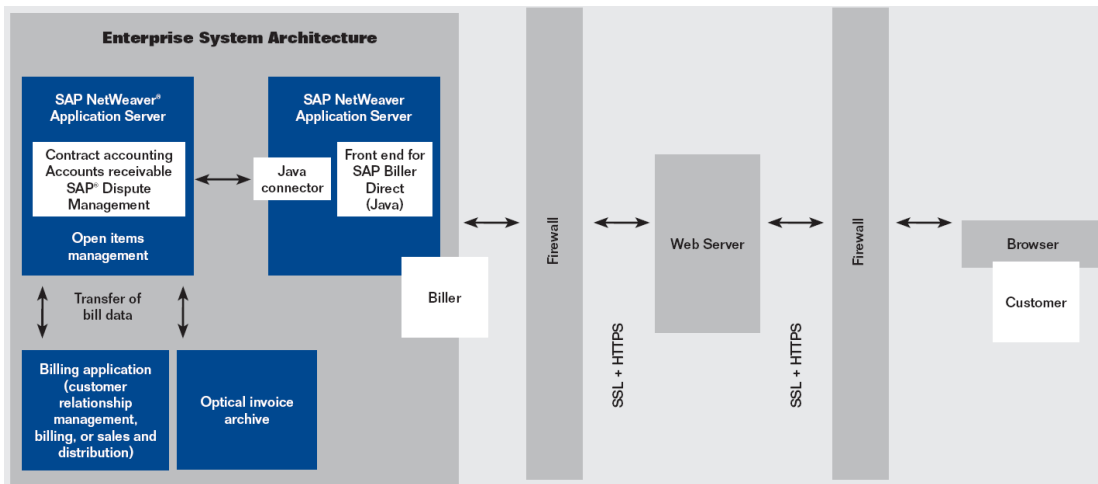 Enterprise System Architecture
SAP NetWeaver®
Application Server
Contract accounting
Accounts receivable
SAP® Dispute
Management
Open items
management
SAP NetWeaver
Application Server
Java
connector
Front end for
SAP Biller
Direct
(Java)
Biller
Transfer of
bill data
Billing application
(customer
relationship
management,
billing, or sales and
distribution)
Optical invoice
archive
Firewall
SSL + HTTPS
Web Server
SSL + HTTPS
Firewall
Browser
Customer